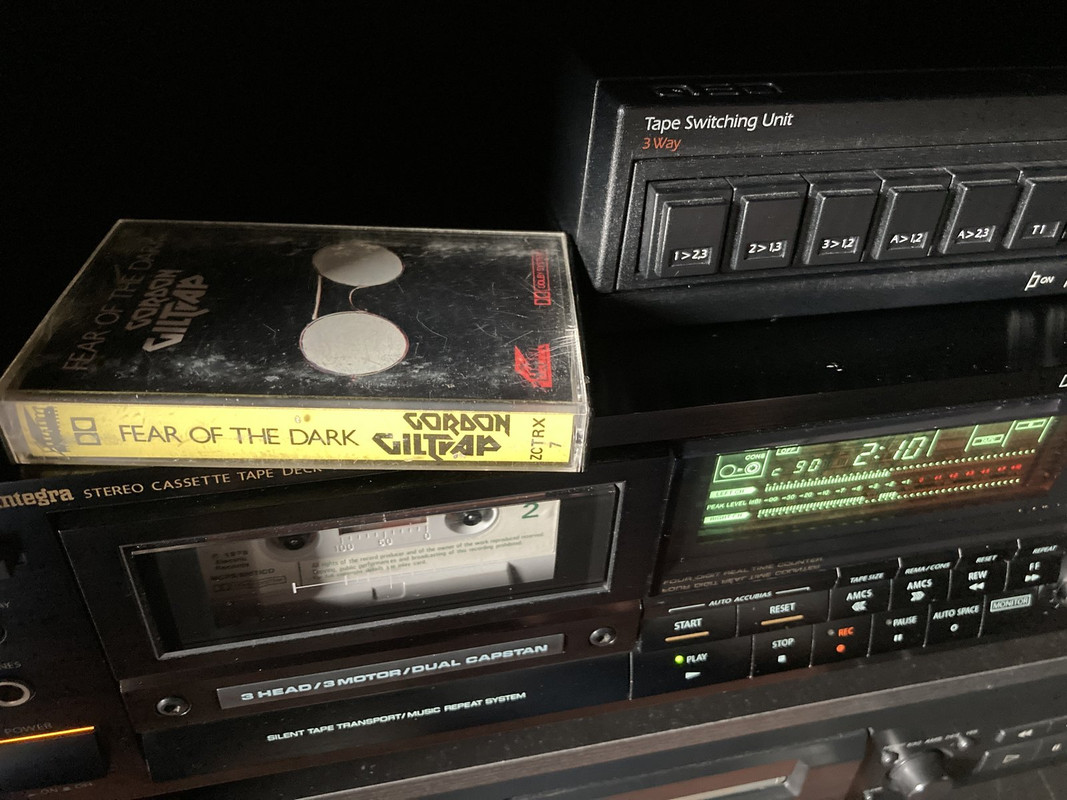 Tape Switching Unit
3 Way
1 > 2,3
2 > 1,3
3 > 1,2
A > 1,2
A > 2,3
T1
ON
FEAR OF THE DARK
GORDON
GILTRAP
FEAR OF THE DARK
GORDON
GILTRAP
ZCTRX
7
Integra STEREO CASSETTE TAPE DECK
2
100 50 0
3 HEAD / 3 MOTOR / DUAL CAPSTAN
SILENT TAPE TRANSPORT / MUSIC REPEAT SYSTEM
POWER
C 90 2:10
PEAK LEVEL
FOUR DIGIT REAL TIME COUNTER
AUTO ACCUBIAS
START
RESET
TAPE SIZE
AMCS
REMA/CONS
AMCS
RESET
REW
REPEAT
FF
PLAY
STOP
REC
PAUSE
AUTO SPACE
MONITOR